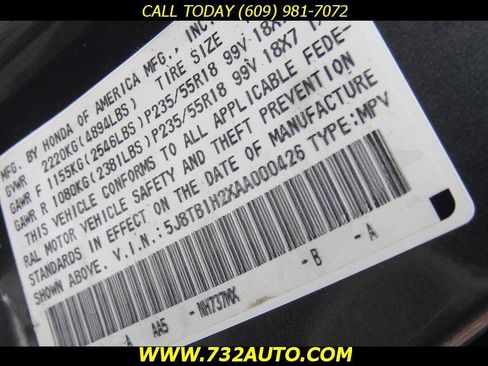 CALL TODAY (609) 981-7072
MFG. BY HONDA OF AMERICA MFG., INC.
GVWR 2220KG(4894LBS) TIRE SIZE
GAWR F 1155KG(2546LBS)P235/55R18 99V 18X
GAWR R 1080KG(2381LBS)P235/55R18 99V 18X7
THIS VEHICLE CONFORMS TO ALL APPLICABLE FEDE-
RAL MOTOR VEHICLE SAFETY AND THEFT PREVENTION
STANDARDS IN EFFECT ON THE DATE OF MANUFACTURE
SHOWN ABOVE. V.I.N.:5J8TB1H2XAA000426 TYPE:MPV
A AA5 - NH737MX -B -A
WWW.732AUTO.COM